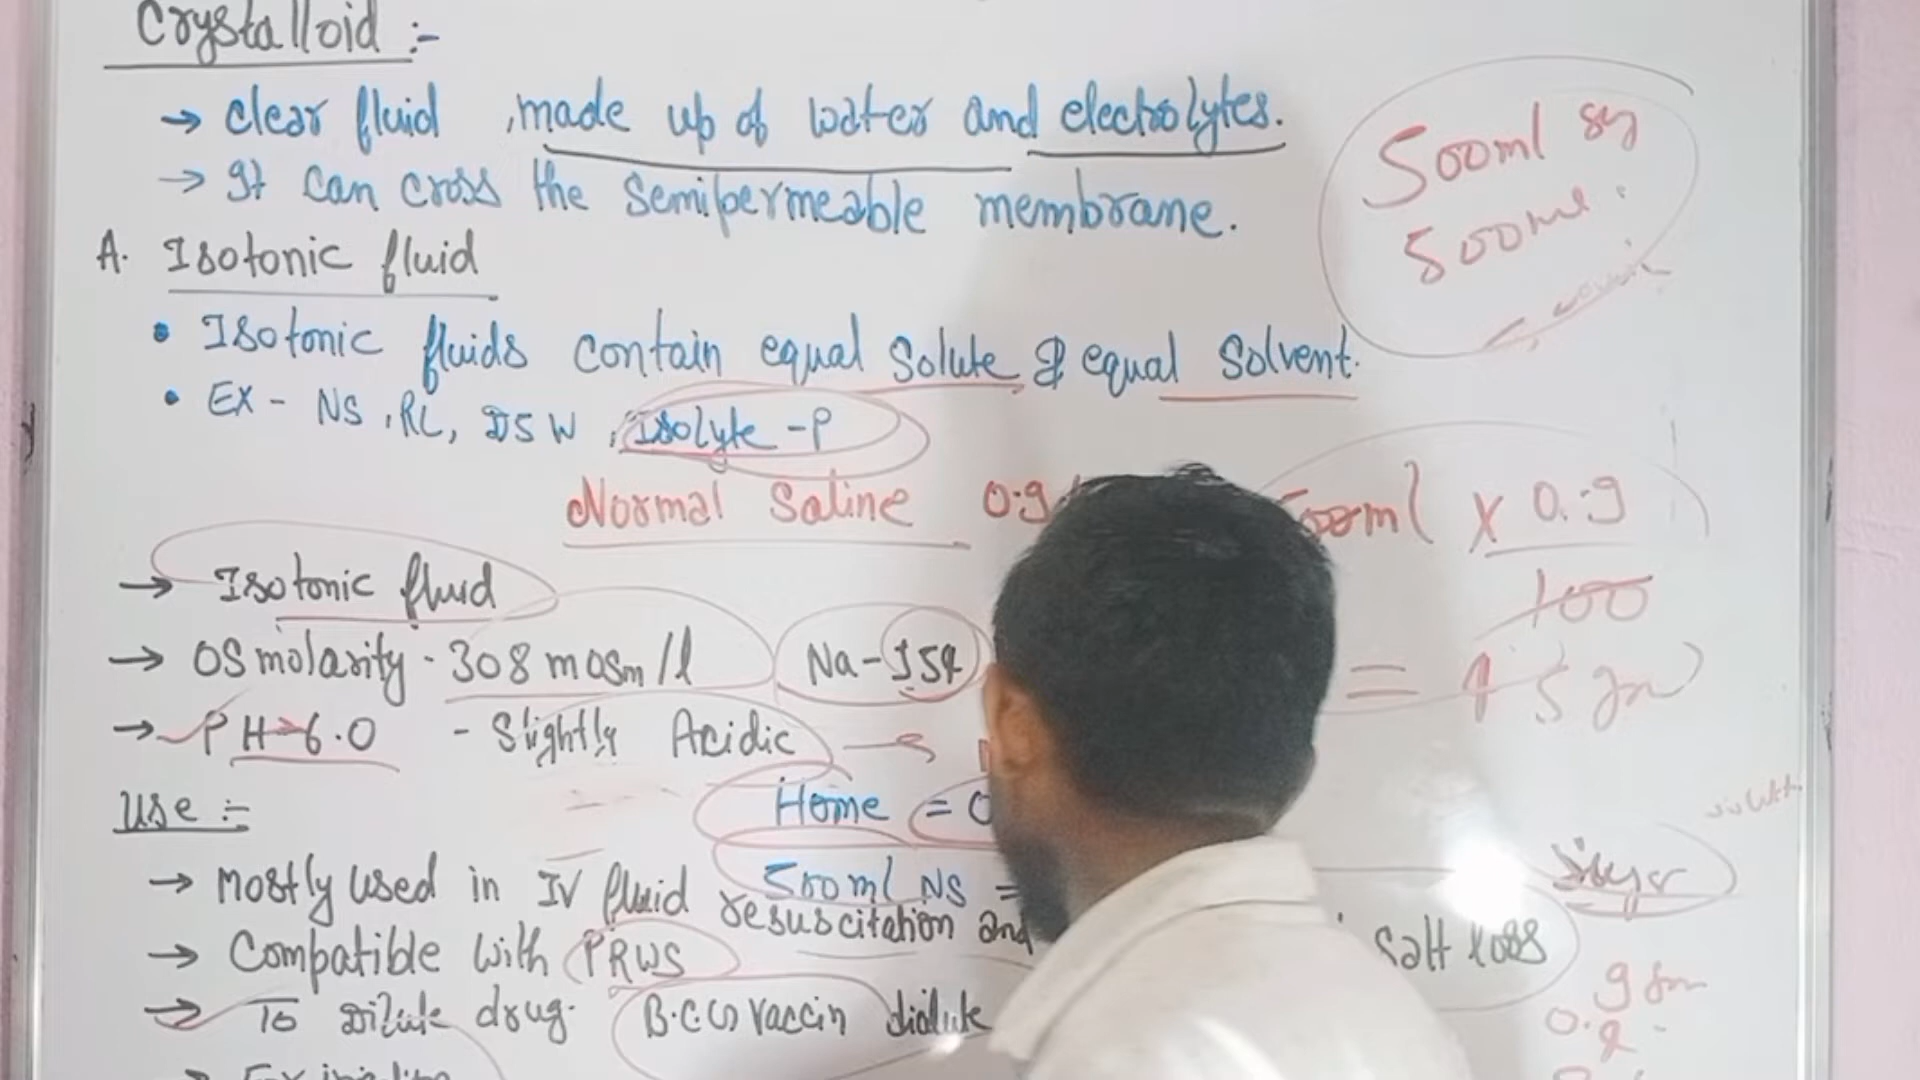 Crystalloid :-
→ Clear fluid , made up of water and electrolytes.
→ It can cross the semipermeable membrane.
500ml
500ml
A. Isotonic fluid
• Isotonic fluids contain equal solute & equal solvent.
• EX - NS , RL, D5W , Isolyte -P
Normal Saline 0.9
500ml x 0.9
100
= 4.5 gm
→ Isotonic fluid
→ Osmolarity - 308 mosm/l Na - 154
→ PH → 6.0 - Slightly Acidic
Use :-
Home = 0
→ Mostly used in IV fluid resuscitation and salt loss
500ml NS =
→ Compatible with PRWS
→ To Dilute drug. B.C.G vaccin dialute
9 gm
0.9